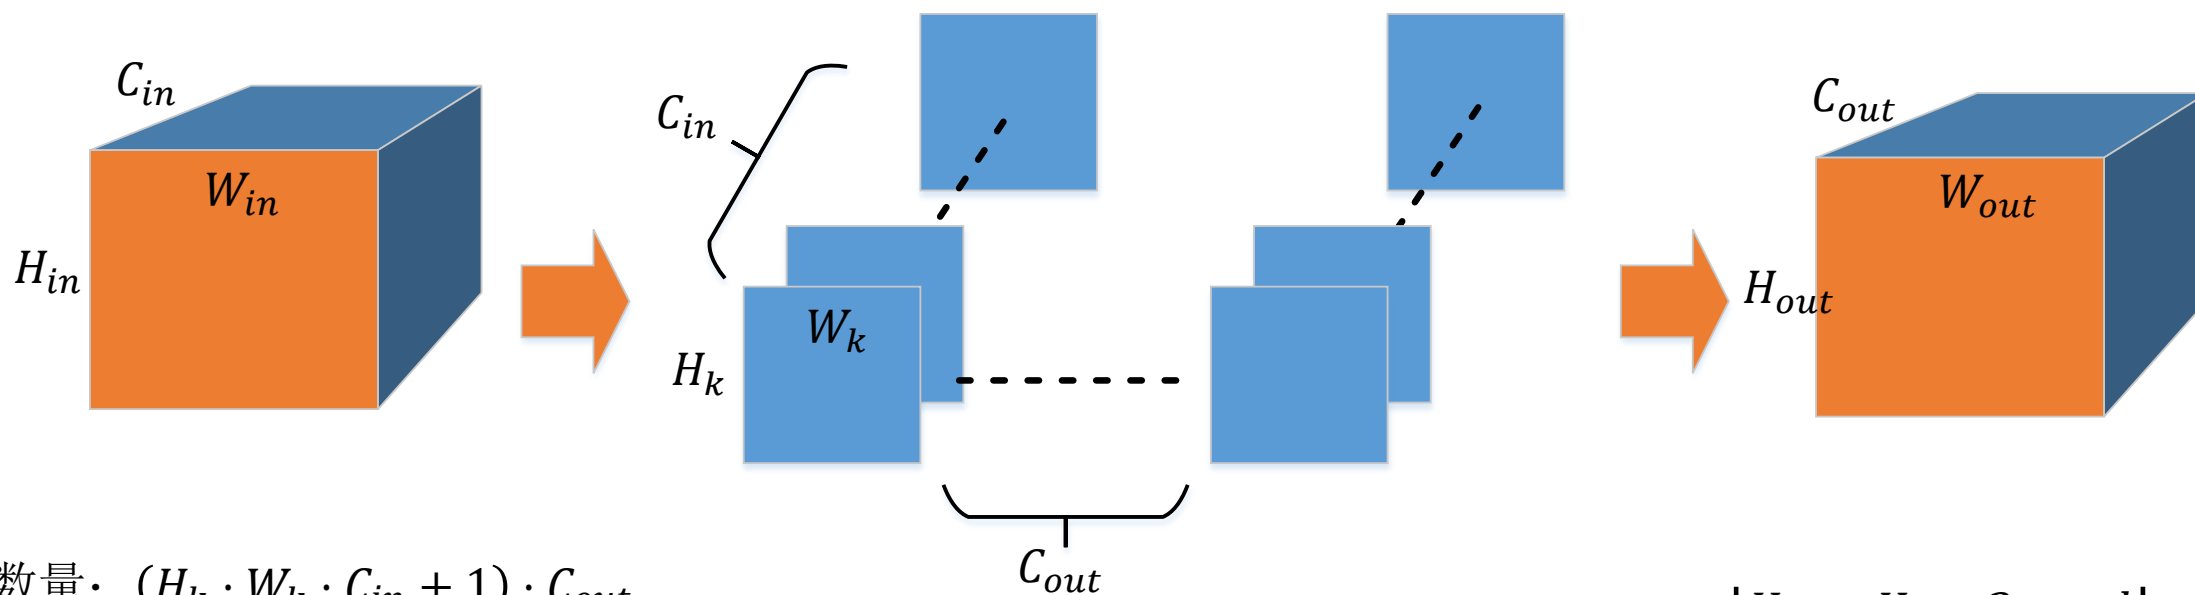 C_in
W_in
H_in
C_in
W_k
H_k
C_out
C_out
W_out
H_out
数量：(H_k · W_k · C_in + 1) · C_out